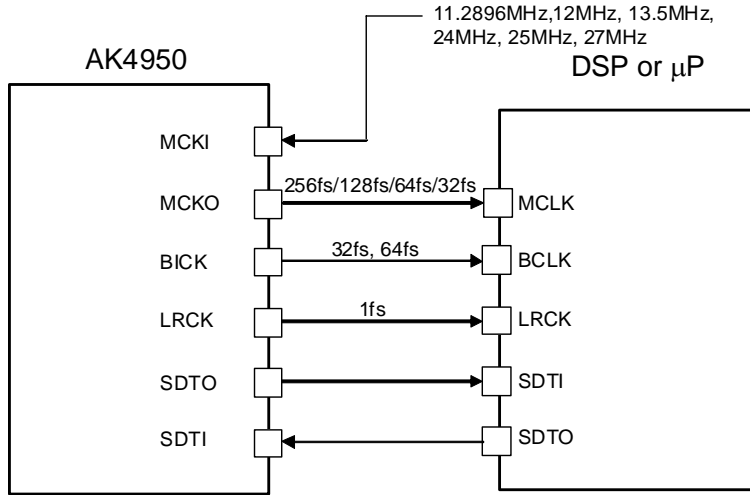 11.2896MHz,12MHz, 13.5MHz,
24MHz, 25MHz, 27MHz
AK4950
DSP or μP
MCKI
MCKO
256fs/128fs/64fs/32fs
MCLK
BICK
32fs, 64fs
BCLK
LRCK
1fs
LRCK
SDTO
SDTI
SDTI
SDTO